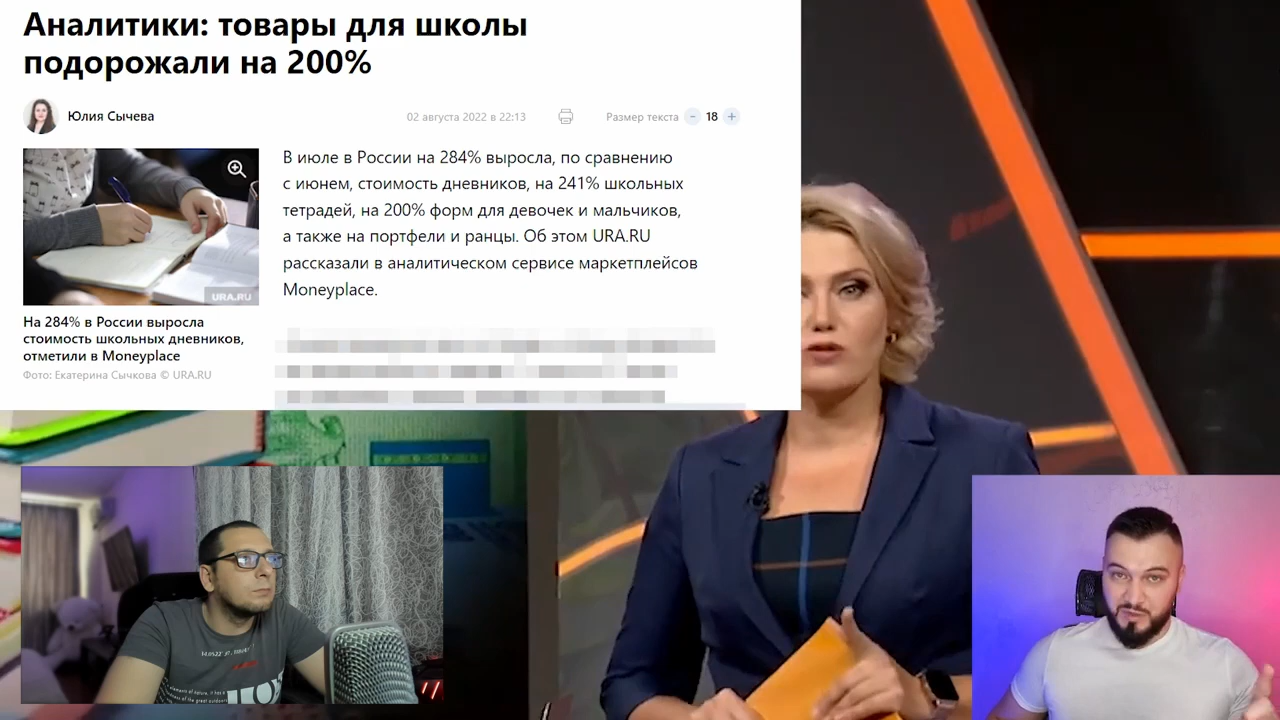 Аналитики: товары для школы
подорожали на 200%
Юлия Сычева
02 августа 2022 в 22:13
Размер текста − 18 +
В июле в России на 284% выросла, по сравнению
с июнем, стоимость дневников, на 241% школьных
тетрадей, на 200% форм для девочек и мальчиков,
а также на портфели и ранцы. Об этом URA.RU
рассказали в аналитическом сервисе маркетплейсов
Moneyplace.
URA.RU
На 284% в России выросла
стоимость школьных дневников,
отметили в Moneyplace
Фото: Екатерина Сычкова © URA.RU